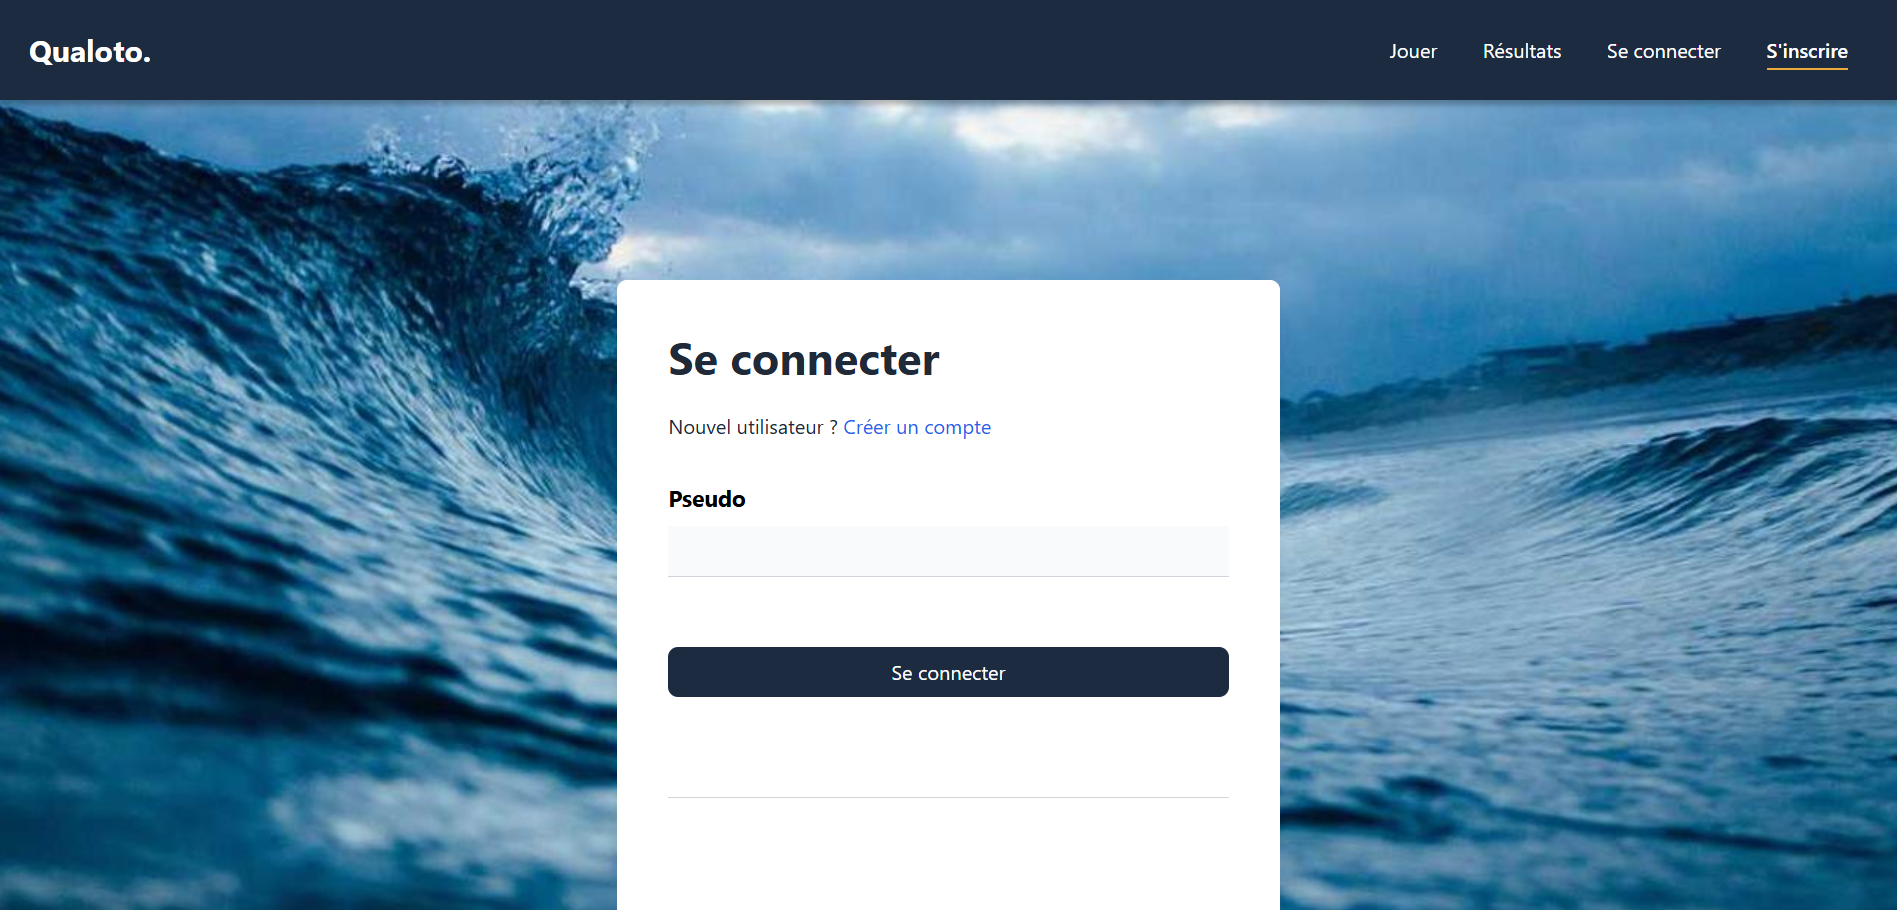 Qualoto.
Jouer Résultats Se connecter S'inscrire
Se connecter
Nouvel utilisateur ? Créer un compte
Pseudo
Se connecter